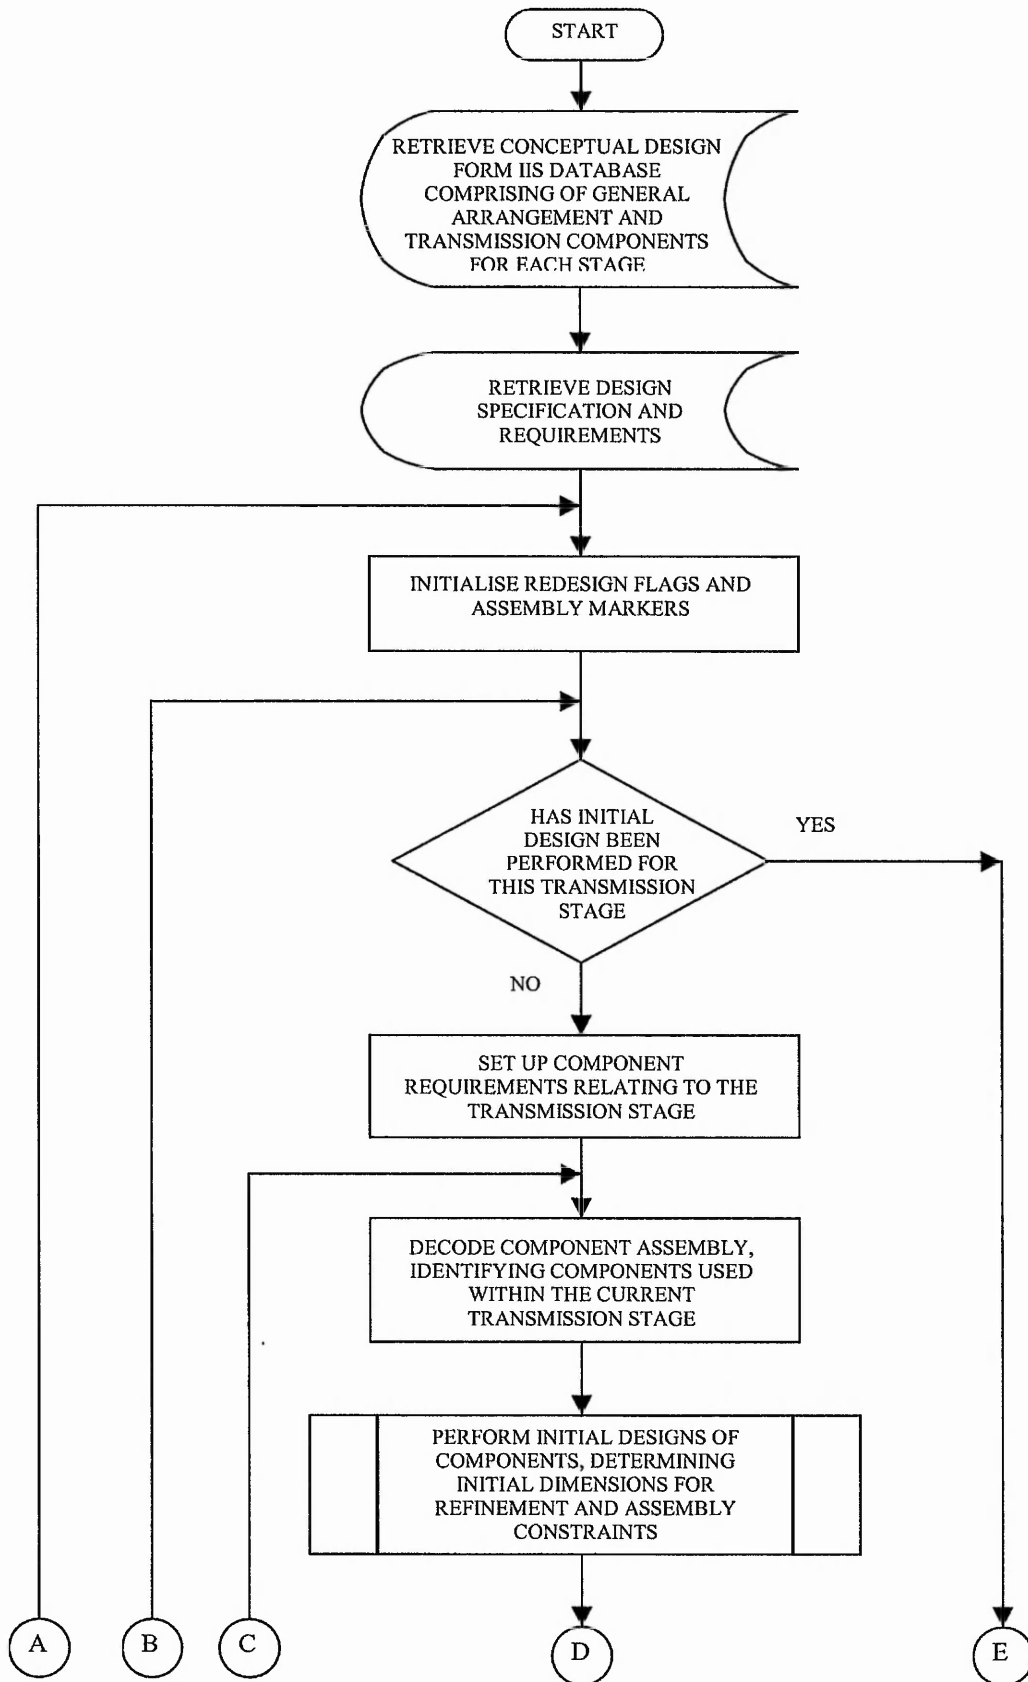 START
RETRIEVE CONCEPTUAL DESIGN
FORM IIS DATABASE
COMPRISING OF GENERAL
ARRANGEMENT AND
TRANSMISSION COMPONENTS
FOR EACH STAGE
RETRIEVE DESIGN
SPECIFICATION AND
REQUIREMENTS
INITIALISE REDESIGN FLAGS AND
ASSEMBLY MARKERS
HAS INITIAL
DESIGN BEEN
PERFORMED FOR
THIS TRANSMISSION
STAGE
YES
NO
SET UP COMPONENT
REQUIREMENTS RELATING TO THE
TRANSMISSION STAGE
DECODE COMPONENT ASSEMBLY,
IDENTIFYING COMPONENTS USED
WITHIN THE CURRENT
TRANSMISSION STAGE
PERFORM INITIAL DESIGNS OF
COMPONENTS, DETERMINING
INITIAL DIMENSIONS FOR
REFINEMENT AND ASSEMBLY
CONSTRAINTS
A
B
C
D
E